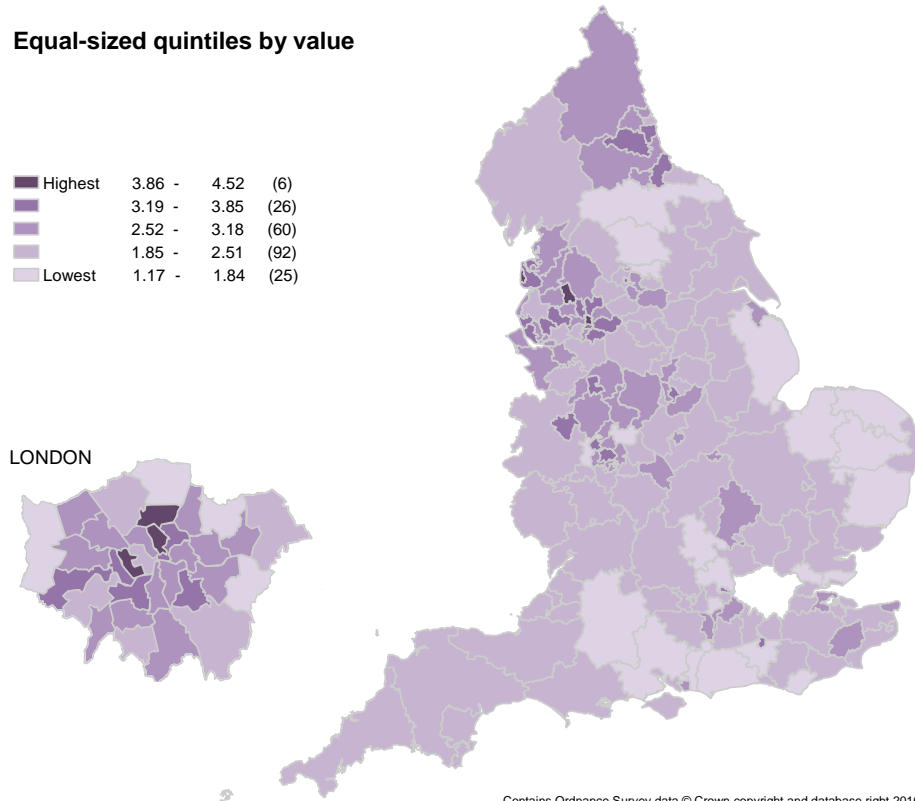 Equal-sized quintiles by value
Highest 3.86 - 4.52 (6)
3.19 - 3.85 (26)
2.52 - 3.18 (60)
1.85 - 2.51 (92)
Lowest 1.17 - 1.84 (25)
LONDON
Contains Ordnance Survey data © Crown copyright and database right 201